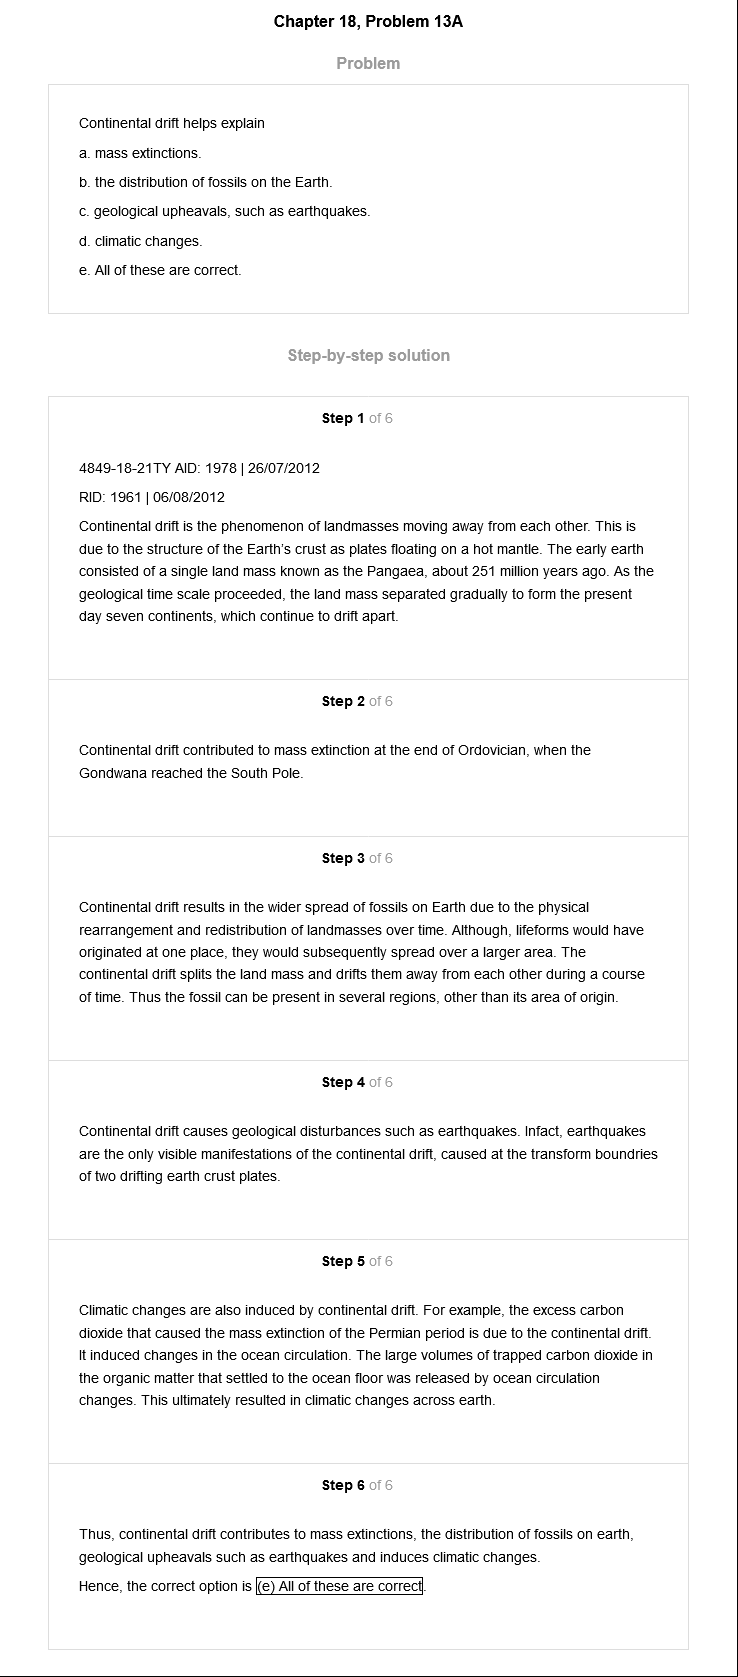 Chapter 18, Problem 13A
Problem
Continental drift helps explain
a. mass extinctions.
b. the distribution of fossils on the Earth.
c. geological upheavals, such as earthquakes.
d. climatic changes.
e. All of these are correct.
Step-by-step solution
Step 1 of 6
4849-18-21TY AID: 1978 | 26/07/2012
RID: 1961 | 06/08/2012
Continental drift is the phenomenon of landmasses moving away from each other. This is
due to the structure of the Earth's crust as plates floating on a hot mantle. The early earth
consisted of a single land mass known as the Pangaea, about 251 million years ago. As the
geological time scale proceeded, the land mass separated gradually to form the present
day seven continents, which continue to drift apart.
Step 2 of 6
Continental drift contributed to mass extinction at the end of Ordovician, when the
Gondwana reached the South Pole.
Step 3 of 6
Continental drift results in the wider spread of fossils on Earth due to the physical
rearrangement and redistribution of landmasses over time. Although, lifeforms would have
originated at one place, they would subsequently spread over a larger area. The
continental drift splits the land mass and drifts them away from each other during a course
of time. Thus the fossil can be present in several regions, other than its area of origin.
Step 4 of 6
Continental drift causes geological disturbances such as earthquakes. Infact, earthquakes
are the only visible manifestations of the continental drift, caused at the transform boundries
of two drifting earth crust plates.
Step 5 of 6
Climatic changes are also induced by continental drift. For example, the excess carbon
dioxide that caused the mass extinction of the Permian period is due to the continental drift.
It induced changes in the ocean circulation. The large volumes of trapped carbon dioxide in
the organic matter that settled to the ocean floor was released by ocean circulation
changes. This ultimately resulted in climatic changes across earth.
Step 6 of 6
Thus, continental drift contributes to mass extinctions, the distribution of fossils on earth,
geological upheavals such as earthquakes and induces climatic changes.
Hence, the correct option is (e) All of these are correct.